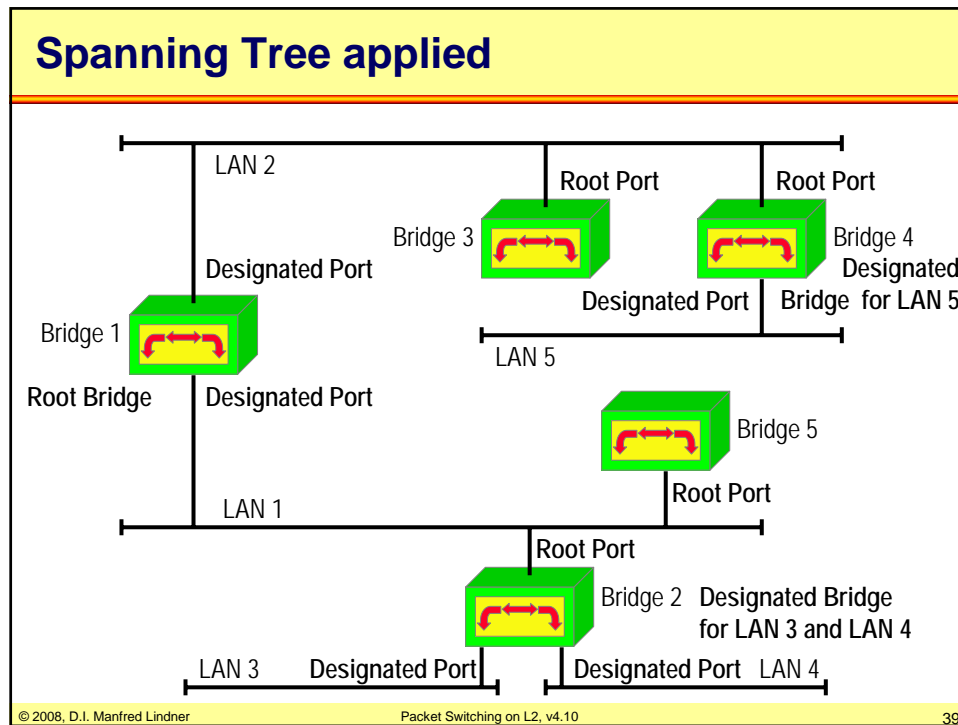 Spanning Tree applied
LAN 2
Root Port
Root Port
Bridge 3
Bridge 4
Designated Port
Designated
Designated Port
Bridge for LAN 5
Bridge 1
LAN 5
Root Bridge
Designated Port
Bridge 5
Root Port
LAN 1
Root Port
Bridge 2
Designated Bridge
for LAN 3 and LAN 4
LAN 3
Designated Port
Designated Port
LAN 4
© 2008, D.I. Manfred Lindner
Packet Switching on L2, v4.10
39